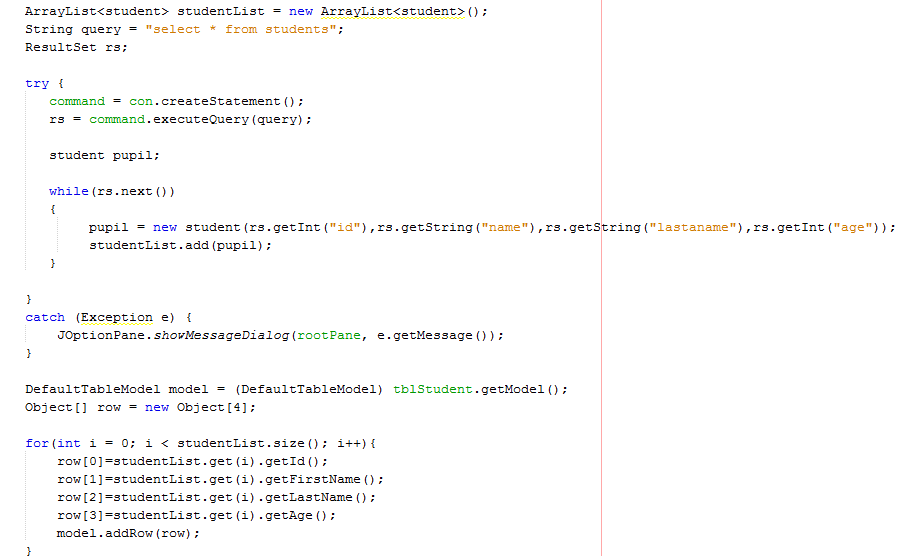 ArrayList<student> studentList = new ArrayList<student>();
String query = "select * from students";
ResultSet rs;
try {
command = con.createStatement();
rs = command.executeQuery(query);
student pupil;
while(rs.next())
{
pupil = new student(rs.getInt("id"),rs.getString("name"),rs.getString("lastaname"),rs.getInt("age"));
studentList.add(pupil);
}
}
catch (Exception e) {
JOptionPane.showMessageDialog(rootPane, e.getMessage());
}
DefaultTableModel model = (DefaultTableModel) tblStudent.getModel();
Object[] row = new Object[4];
for(int i = 0; i < studentList.size(); i++){
row[0]=studentList.get(i).getId();
row[1]=studentList.get(i).getFirstName();
row[2]=studentList.get(i).getLastName();
row[3]=studentList.get(i).getAge();
model.addRow(row);
}